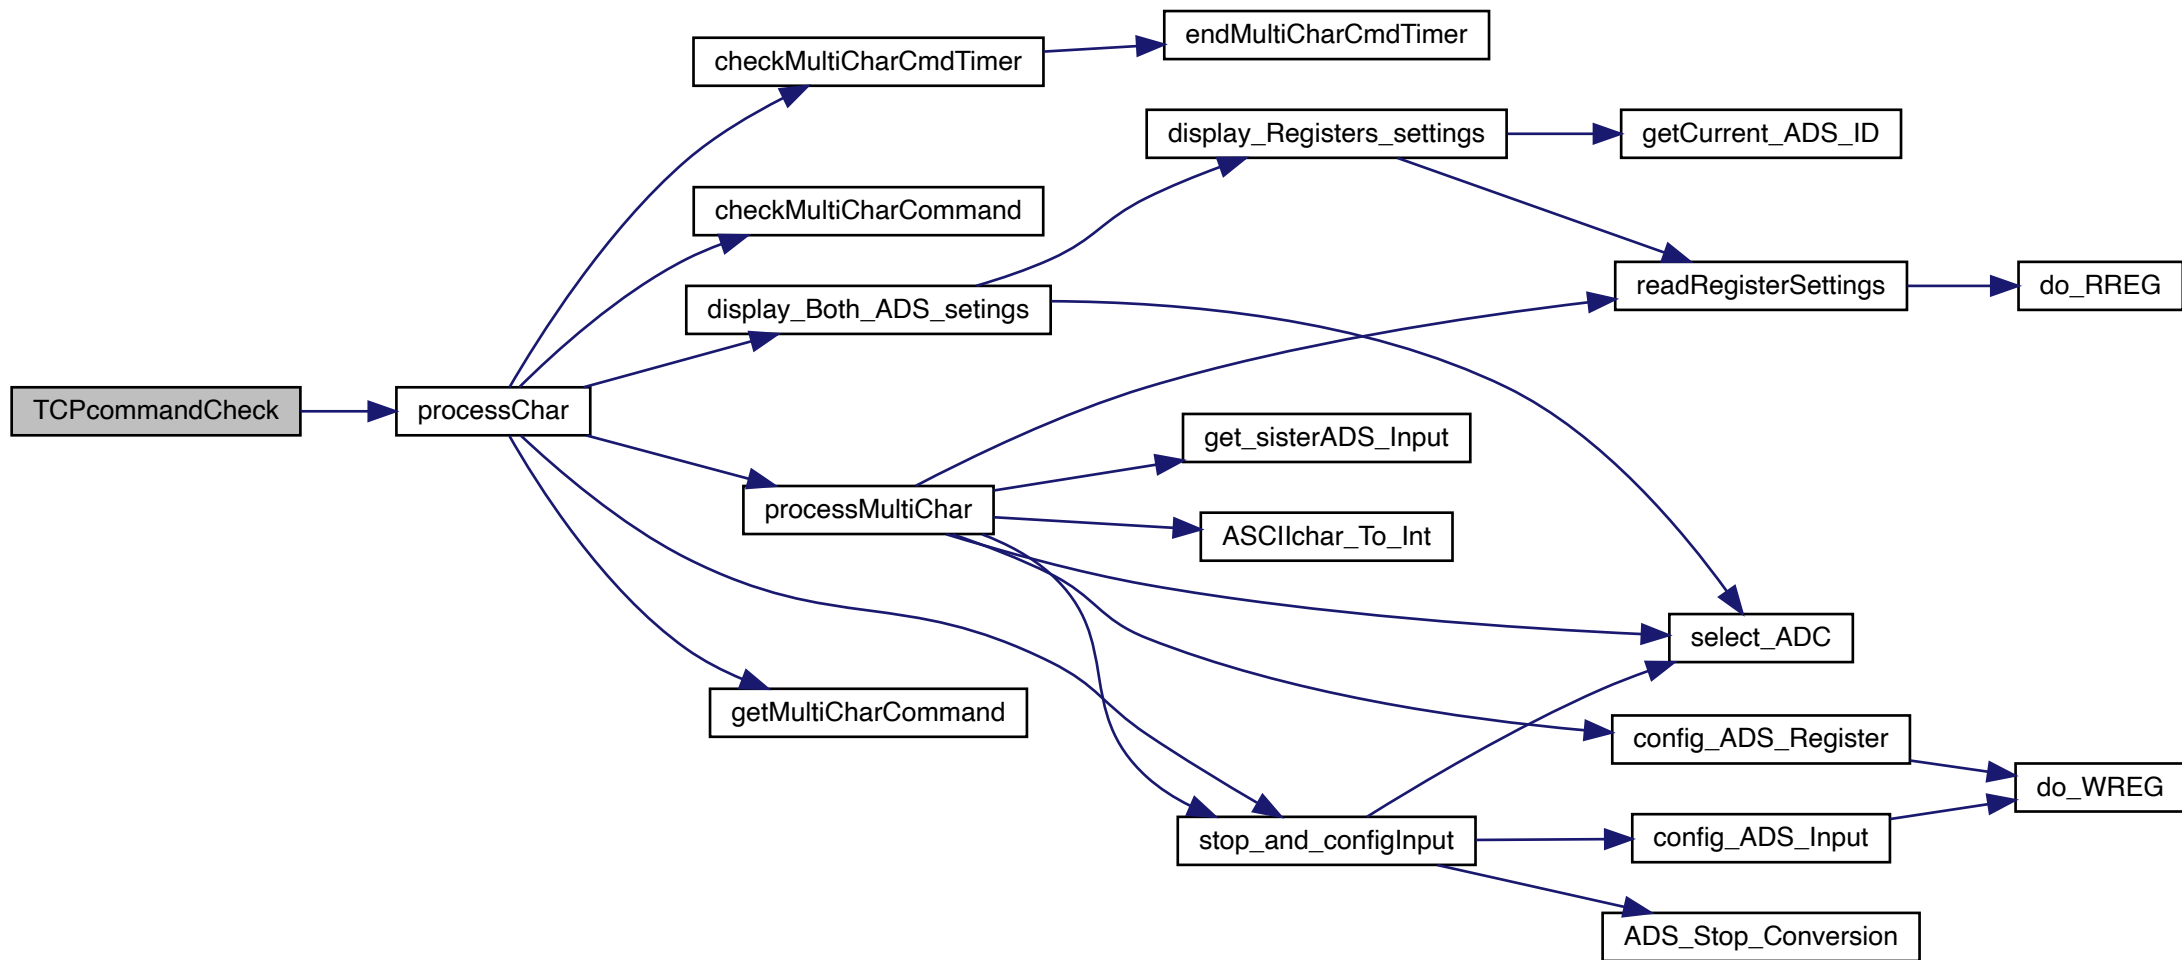 endMultiCharCmdTimer
checkMultiCharCmdTimer
display_Registers_settings
getCurrent_ADS_ID
checkMultiCharCommand
readRegisterSettings
do_RREG
display_Both_ADS_setings
TCPcommandCheck
processChar
get_sisterADS_Input
processMultiChar
ASCIIchar_To_Int
select_ADC
getMultiCharCommand
config_ADS_Register
do_WREG
stop_and_configInput
config_ADS_Input
ADS_Stop_Conversion